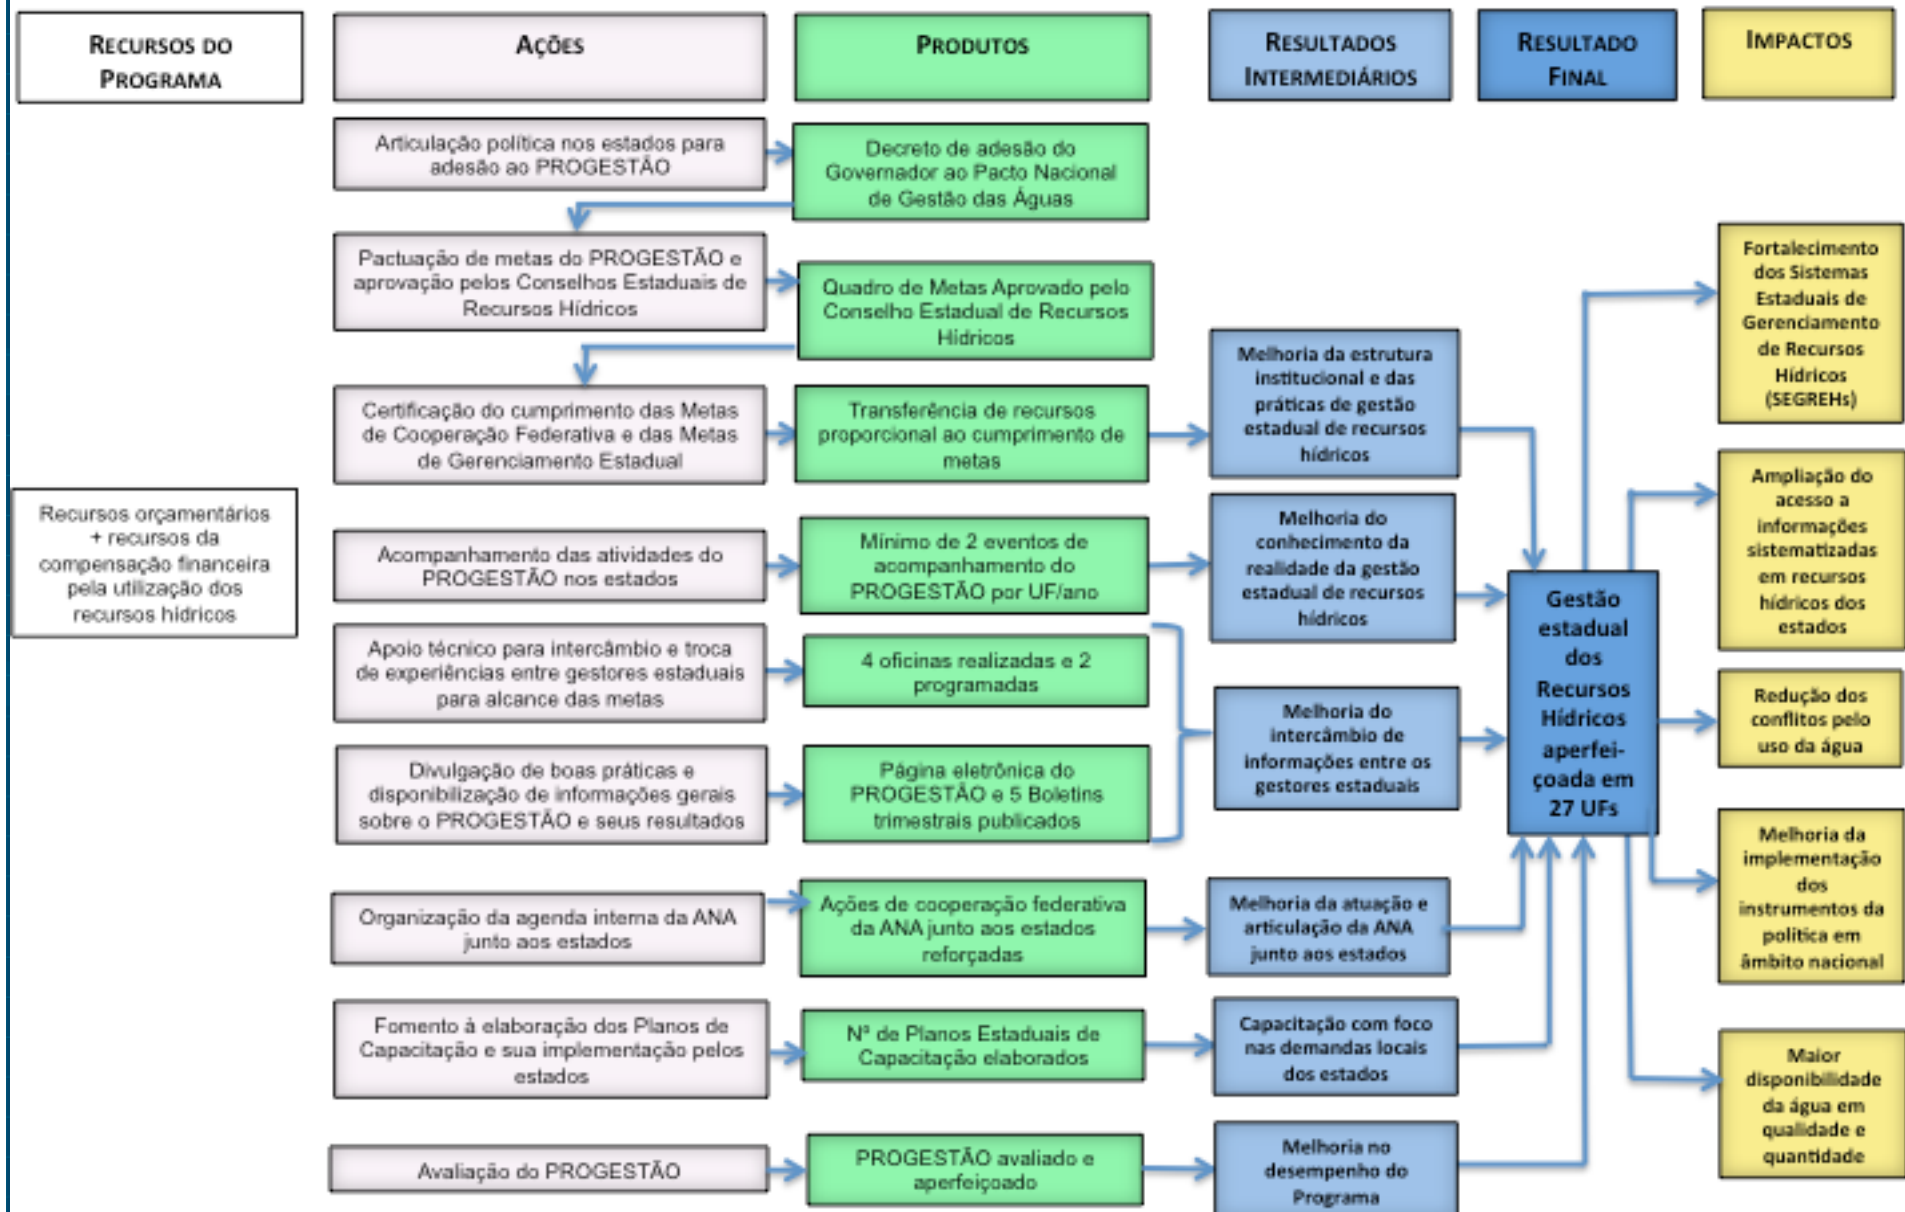 RECURSOS DO
PROGRAMA
AÇÕES
PRODUTOS
RESULTADOS
INTERMEDIÁRIOS
RESULTADO
FINAL
IMPACTOS
Recursos orçamentários
+ recursos da
compensação financeira
pela utilização dos
recursos hídricos
Articulação política nos estados para
adesão ao PROGESTÃO
Pactuação de metas do PROGESTÃO e
aprovação pelos Conselhos Estaduais de
Recursos Hídricos
Certificação do cumprimento das Metas
de Cooperação Federativa e das Metas
de Gerenciamento Estadual
Acompanhamento das atividades do
PROGESTÃO nos estados
Apoio técnico para intercâmbio e troca
de experiências entre gestores estaduais
para alcance das metas
Divulgação de boas práticas e
disponibilização de informações gerais
sobre o PROGESTÃO e seus resultados
Organização da agenda interna da ANA
junto aos estados
Fomento à elaboração dos Planos de
Capacitação e sua implementação pelos
estados
Avaliação do PROGESTÃO
Decreto de adesão do
Governador ao Pacto Nacional
de Gestão das Águas
Quadro de Metas Aprovado pelo
Conselho Estadual de Recursos
Hídricos
Transferência de recursos
proporcional ao cumprimento de
metas
Mínimo de 2 eventos de
acompanhamento do
PROGESTÃO por UF/ano
4 oficinas realizadas e 2
programadas
Página eletrônica do
PROGESTÃO e 5 Boletins
trimestrais publicados
Ações de cooperação federativa
da ANA junto aos estados
reforçadas
Nº de Planos Estaduais de
Capacitação elaborados
PROGESTÃO avaliado e
aperfeiçoado
Melhoria da estrutura
institucional e das
práticas de gestão
estadual de recursos
hídricos
Melhoria do
conhecimento da
realidade da gestão
estadual de recursos
hídricos
Melhoria do
intercâmbio de
informações entre os
gestores estaduais
Melhoria da atuação e
articulação da ANA
junto aos estados
Capacitação com foco
nas demandas locais
dos estados
Melhoria no
desempenho do
Programa
Gestão
estadual
dos
Recursos
Hídricos
aperfei-
çoada em
27 UFs
Fortalecimento
dos Sistemas
Estaduais de
Gerenciamento
de Recursos
Hídricos
(SEGREHs)
Ampliação do
acesso a
informações
sistematizadas
em recursos
hídricos dos
estados
Redução dos
conflitos pelo
uso da água
Melhoria da
implementação
dos
instrumentos da
política em
âmbito nacional
Maior
disponibilidade
da água em
qualidade e
quantidade